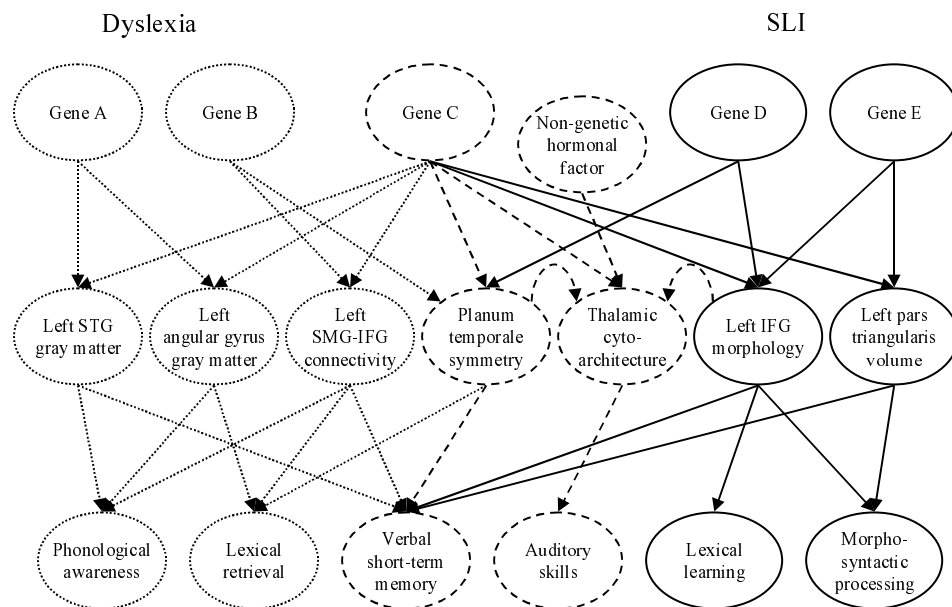 Dyslexia
SLI
Gene A
Gene B
Gene C
Non-genetic
hormonal
factor
Gene D
Gene E
Left STG
gray matter
Left
angular gyrus
gray matter
Left
SMG-IFG
connectivity
Planum
temporale
symmetry
Thalamic
cyto-
architecture
Left IFG
morphology
Left pars
triangularis
volume
Phonological
awareness
Lexical
retrieval
Verbal
short-term
memory
Auditory
skills
Lexical
learning
Morpho-
syntactic
processing